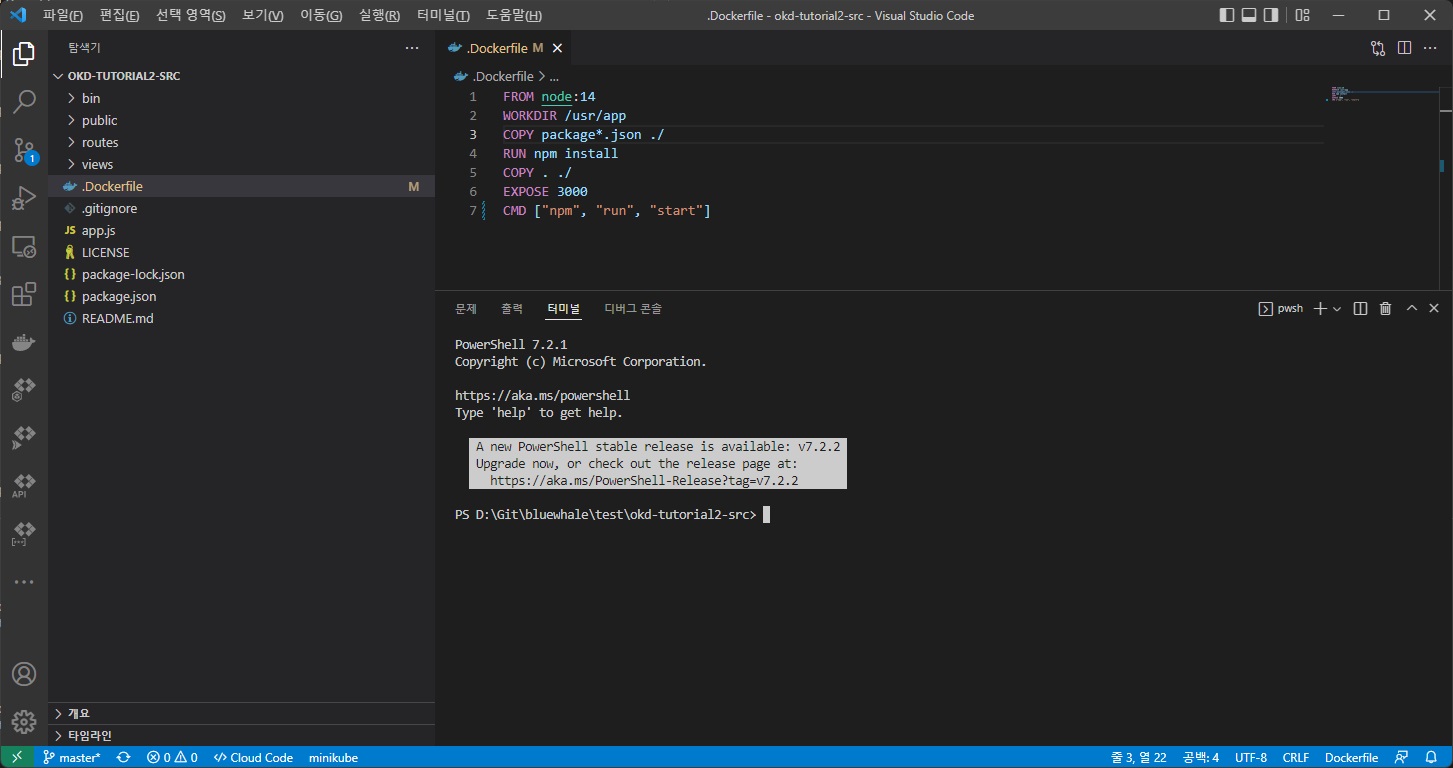 파일(F) 편집(E) 선택 영역(S) 보기(V) 이동(G) 실행(R) 터미널(T) 도움말(H) .Dockerfile - okd-tutorial2-src - Visual Studio Code
탐색기
OKD-TUTORIAL2-SRC
bin
public
routes
views
.Dockerfile M
.gitignore
JS app.js
LICENSE
{} package-lock.json
{} package.json
README.md
개요
타임라인
1
API
.Dockerfile M
.Dockerfile > ...
1 FROM node:14
2 WORKDIR /usr/app
3 COPY package*.json ./
4 RUN npm install
5 COPY . ./
6 EXPOSE 3000
7 CMD ["npm", "run", "start"]
문제 출력 터미널 디버그 콘솔 pwsh
PowerShell 7.2.1
Copyright (c) Microsoft Corporation.
https://aka.ms/powershell
Type 'help' to get help.
A new PowerShell stable release is available: v7.2.2
Upgrade now, or check out the release page at:
https://aka.ms/PowerShell-Release?tag=v7.2.2
PS D:\Git\bluewhale\test\okd-tutorial2-src>
master* 0 0 Cloud Code minikube 줄 3, 열 22 공백: 4 UTF-8 CRLF Dockerfile